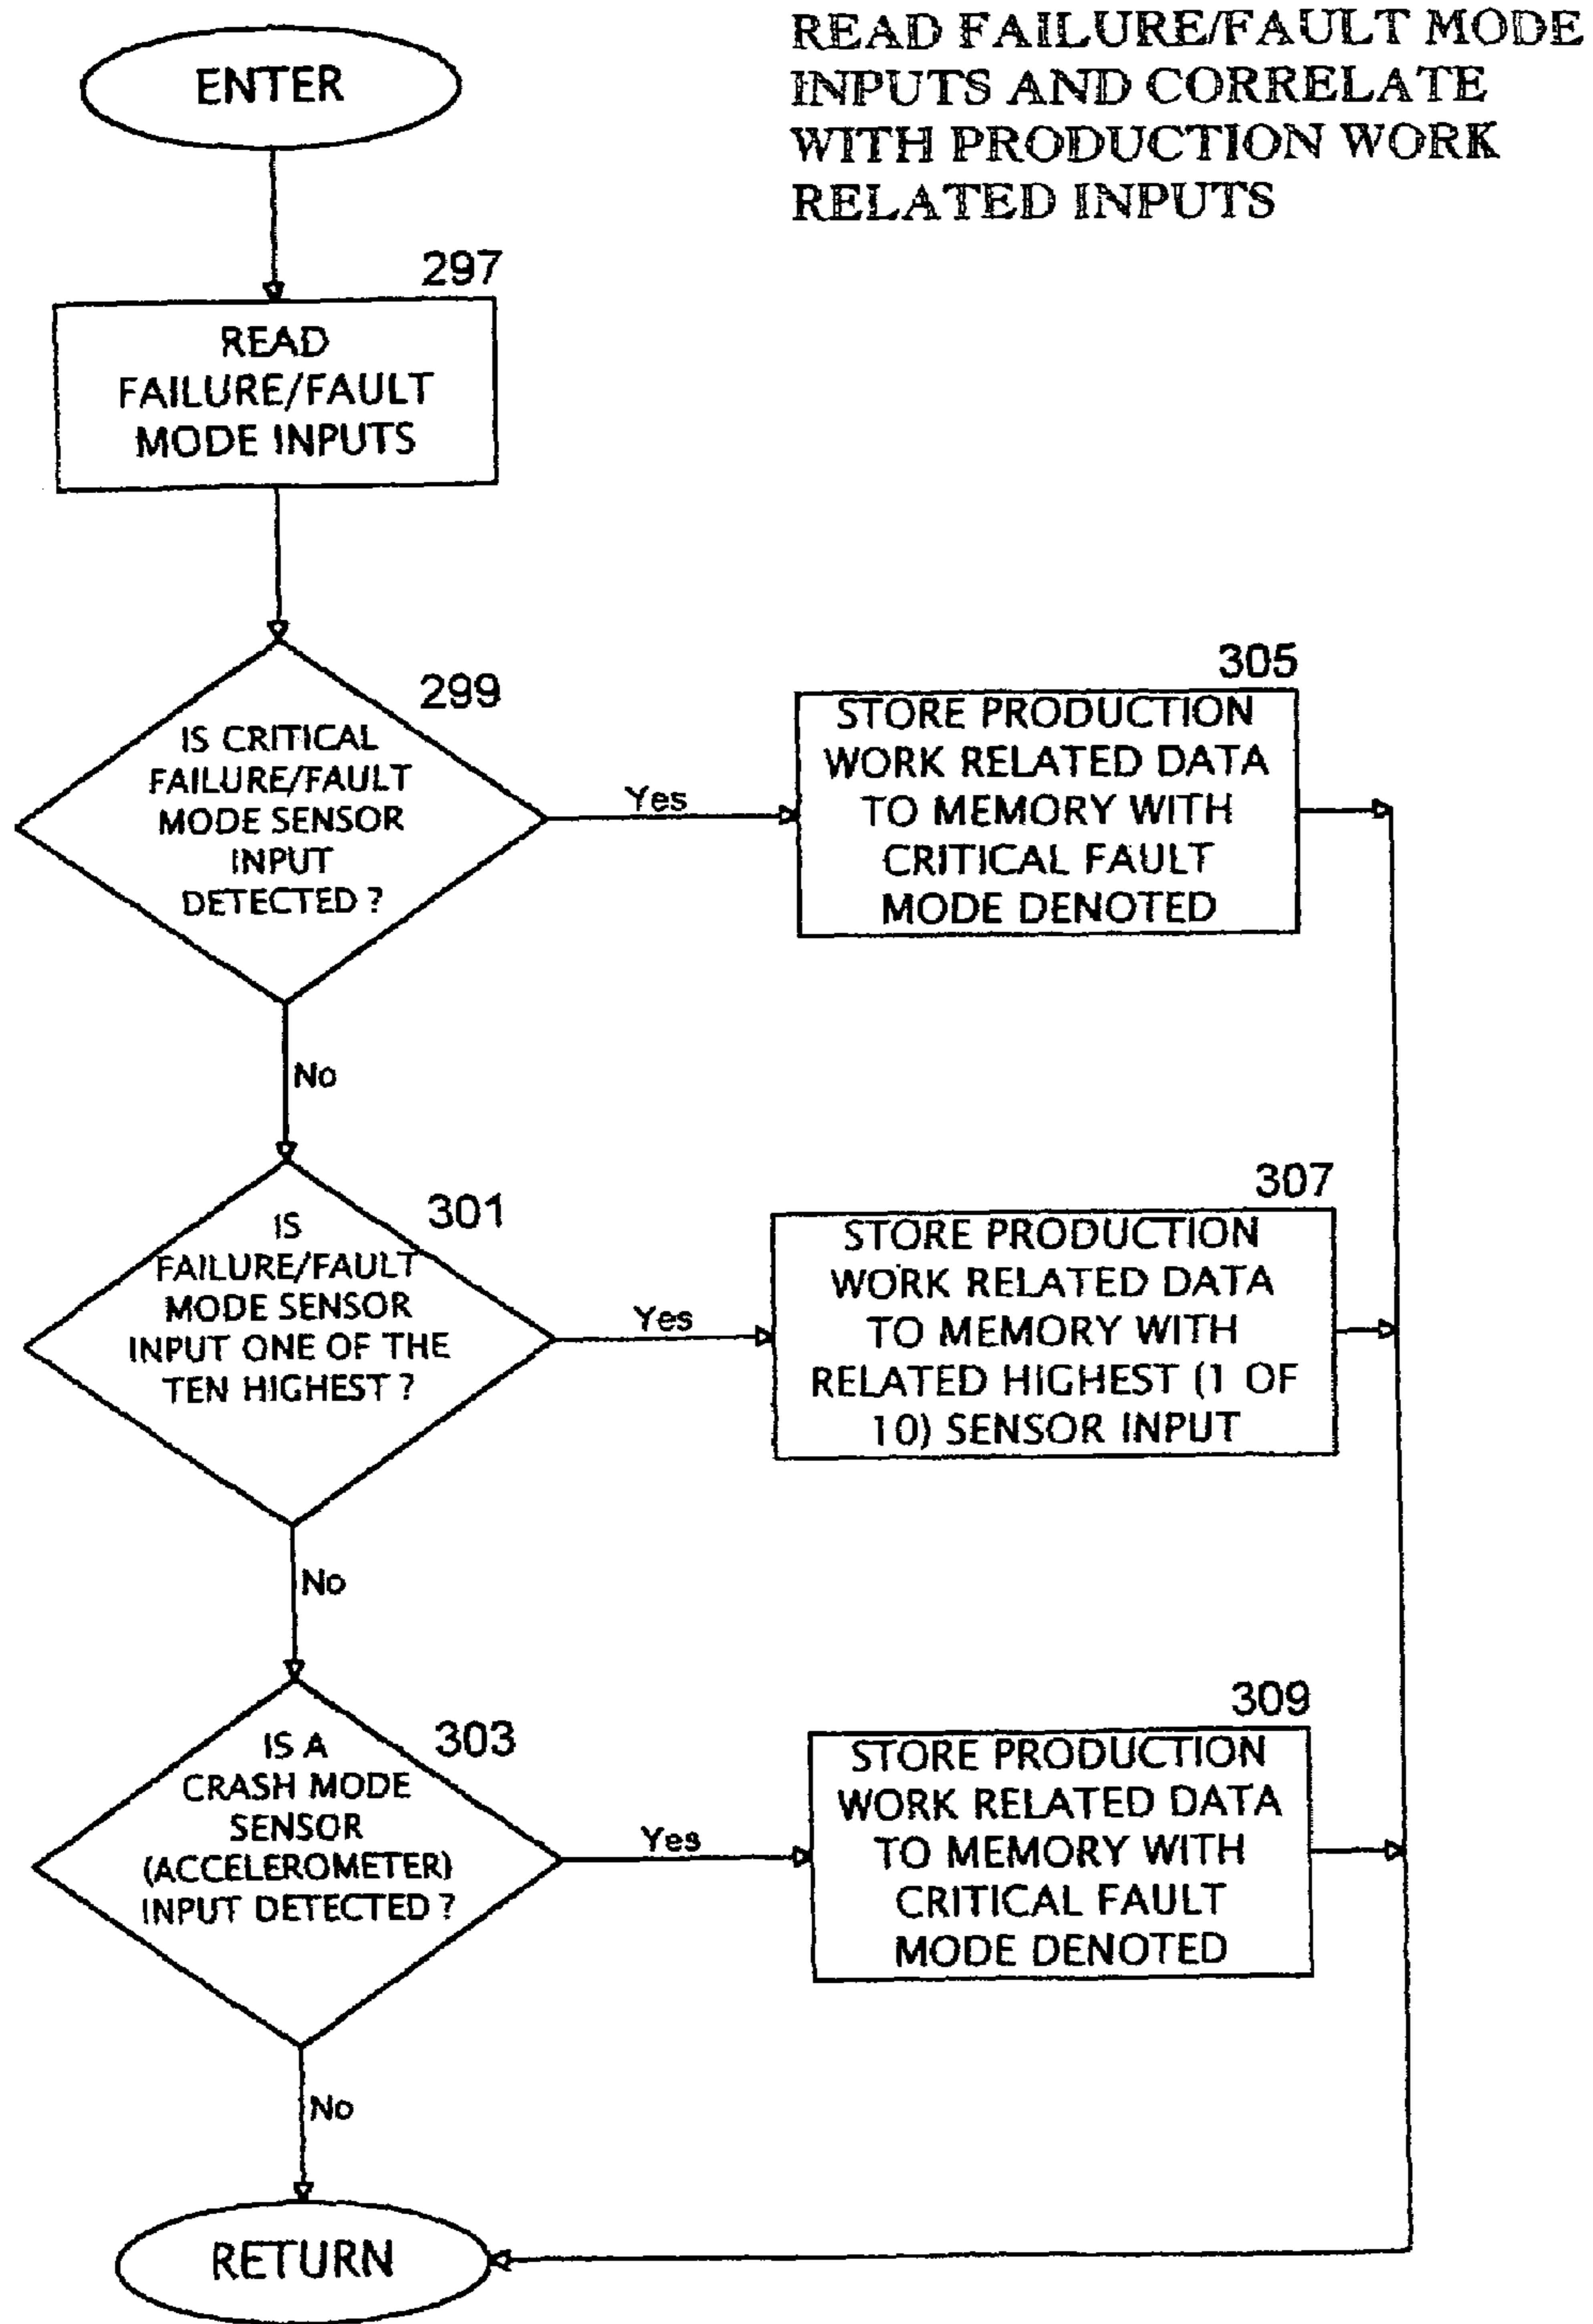 READ FAILURE/FAULT MODE
INPUTS AND CORRELATE
WITH PRODUCTION WORK
RELATED INPUTS
ENTER
297
READ
FAILURE/FAULT
MODE INPUTS
299
IS CRITICAL
FAILURE/FAULT
MODE SENSOR
INPUT
DETECTED ?
Yes
305
STORE PRODUCTION
WORK RELATED DATA
TO MEMORY WITH
CRITICAL FAULT
MODE DENOTED
No
301
IS
FAILURE/FAULT
MODE SENSOR
INPUT ONE OF THE
TEN HIGHEST ?
Yes
307
STORE PRODUCTION
WORK RELATED DATA
TO MEMORY WITH
RELATED HIGHEST (1 OF
10) SENSOR INPUT
No
303
IS A
CRASH MODE
SENSOR
(ACCELEROMETER)
INPUT DETECTED ?
Yes
309
STORE PRODUCTION
WORK RELATED DATA
TO MEMORY WITH
CRITICAL FAULT
MODE DENOTED
No
RETURN